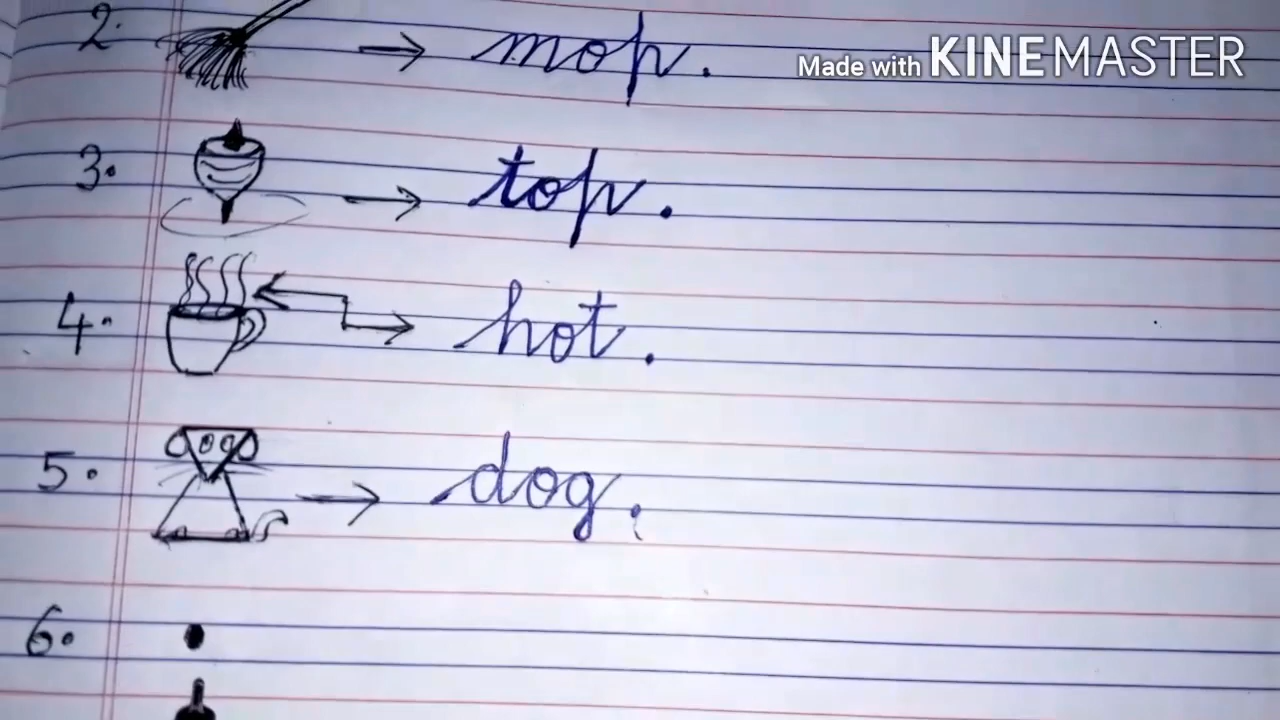 2. mop.
Made with KINEMASTER
3. top.
4. hot.
5. dog.
6.